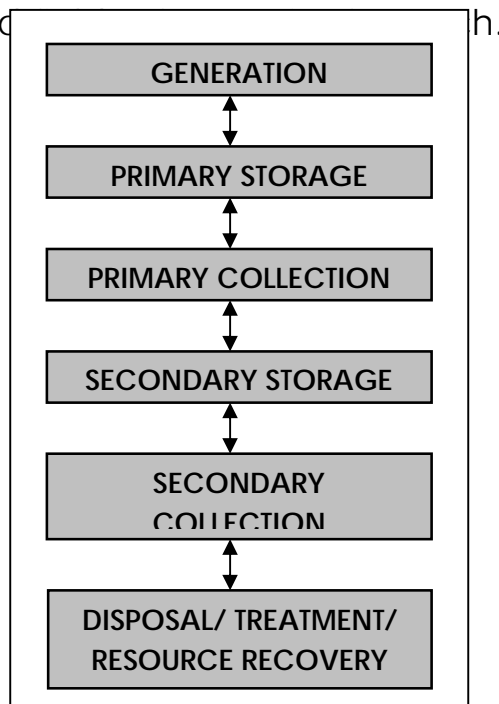 h.
GENERATION
PRIMARY STORAGE
PRIMARY COLLECTION
SECONDARY STORAGE
SECONDARY
COLLECTION
DISPOSAL/ TREATMENT/
RESOURCE RECOVERY